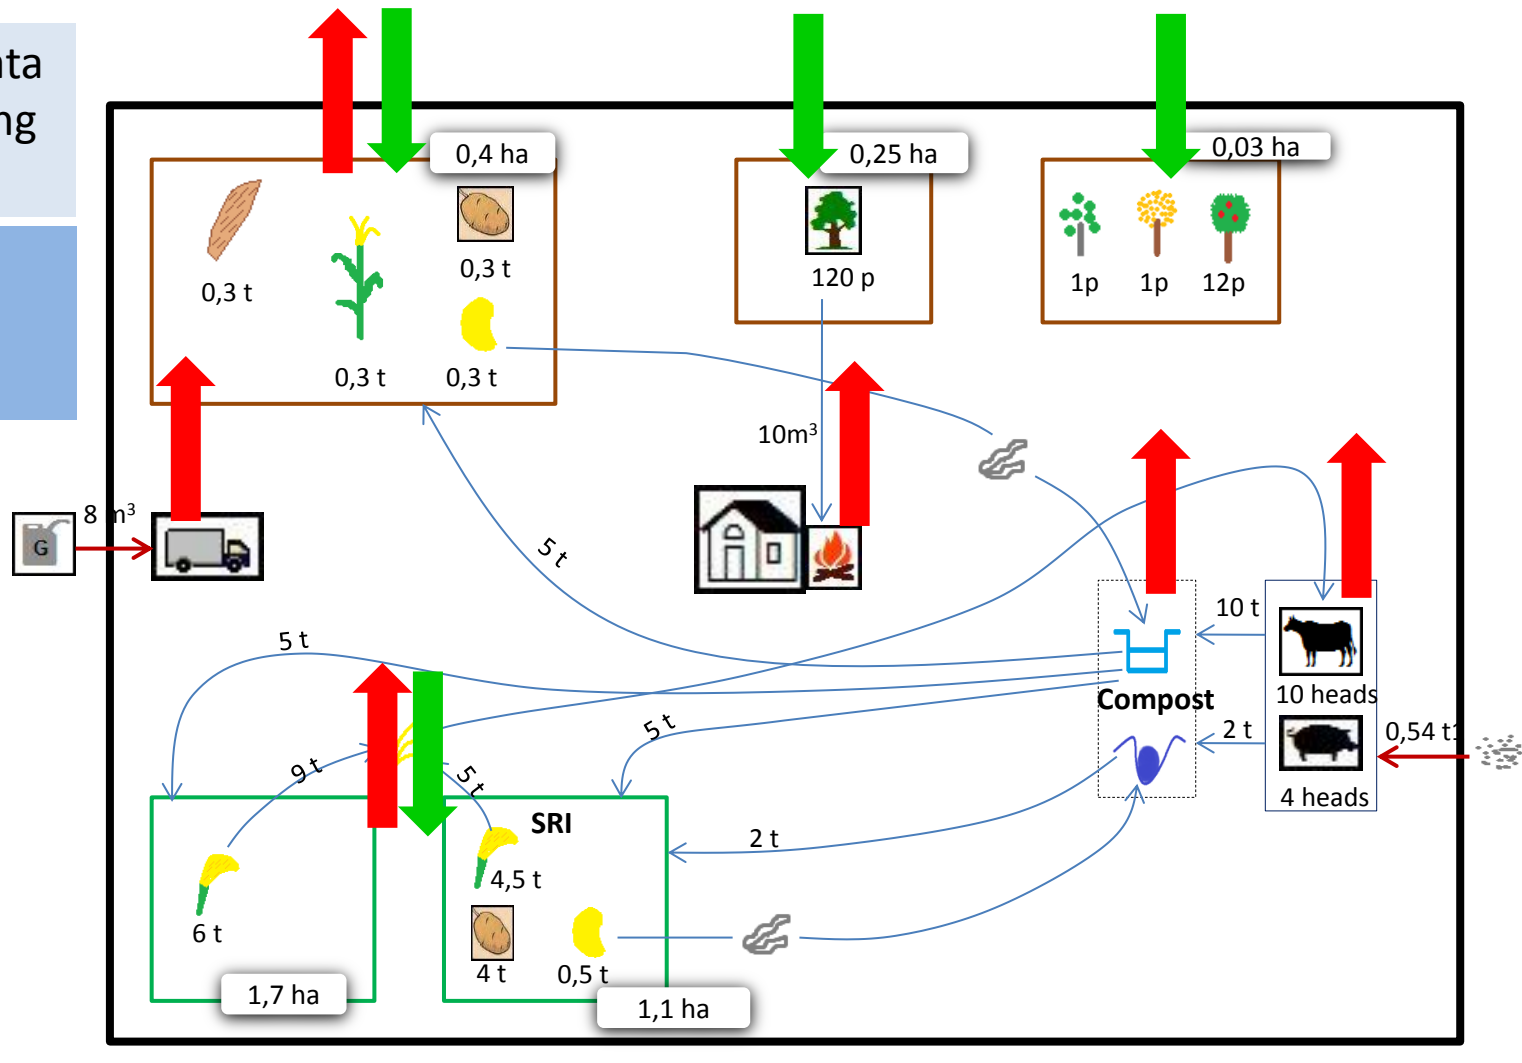 ata
ng
0,4 ha
0,25 ha
0,03 ha
0,3 t
0,3 t
0,3 t
0,3 t
120 p
1p
1p
12p
10m³
8 m³
G
5 t
5 t
5 t
10 t
10 heads
Compost
2 t
0,54 t
4 heads
9 t
5 t
SRI
2 t
4,5 t
6 t
4 t
0,5 t
1,7 ha
1,1 ha